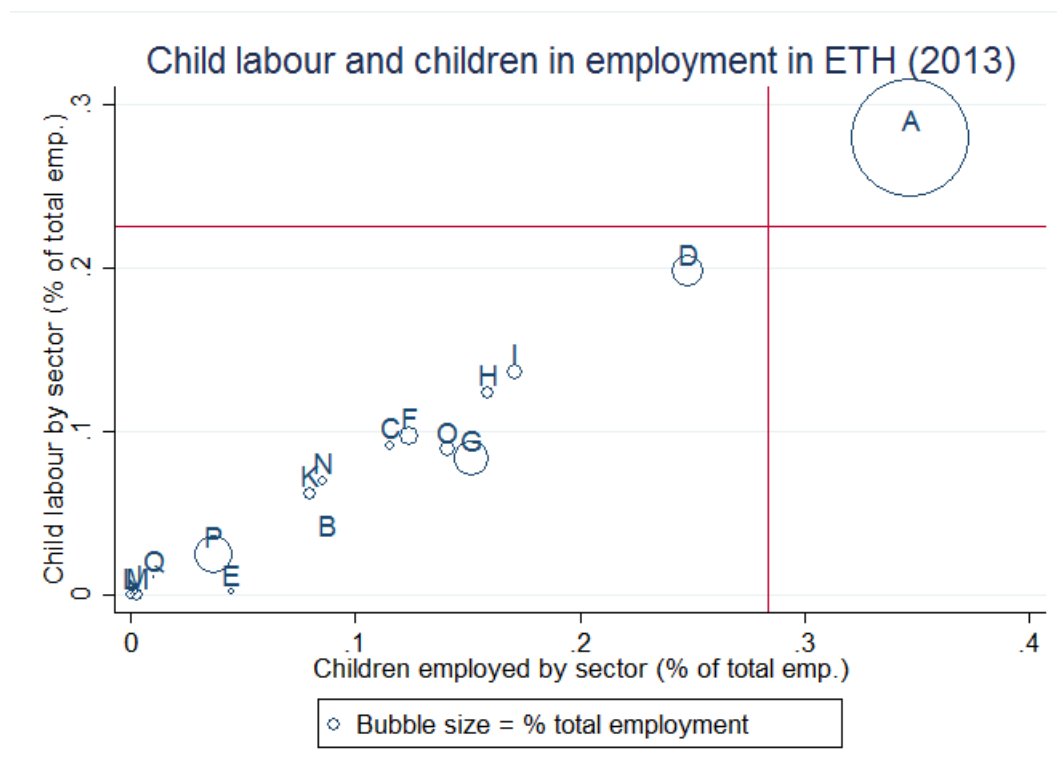 Child labour and children in employment in ETH (2013)
Child labour by sector (% of total emp.)
.3
.2
.1
0
A
D
I
H
F
C
O
G
N
K
B
P
Q
E
L
M
0
.1
.2
.3
.4
Children employed by sector (% of total emp.)
Bubble size = % total employment